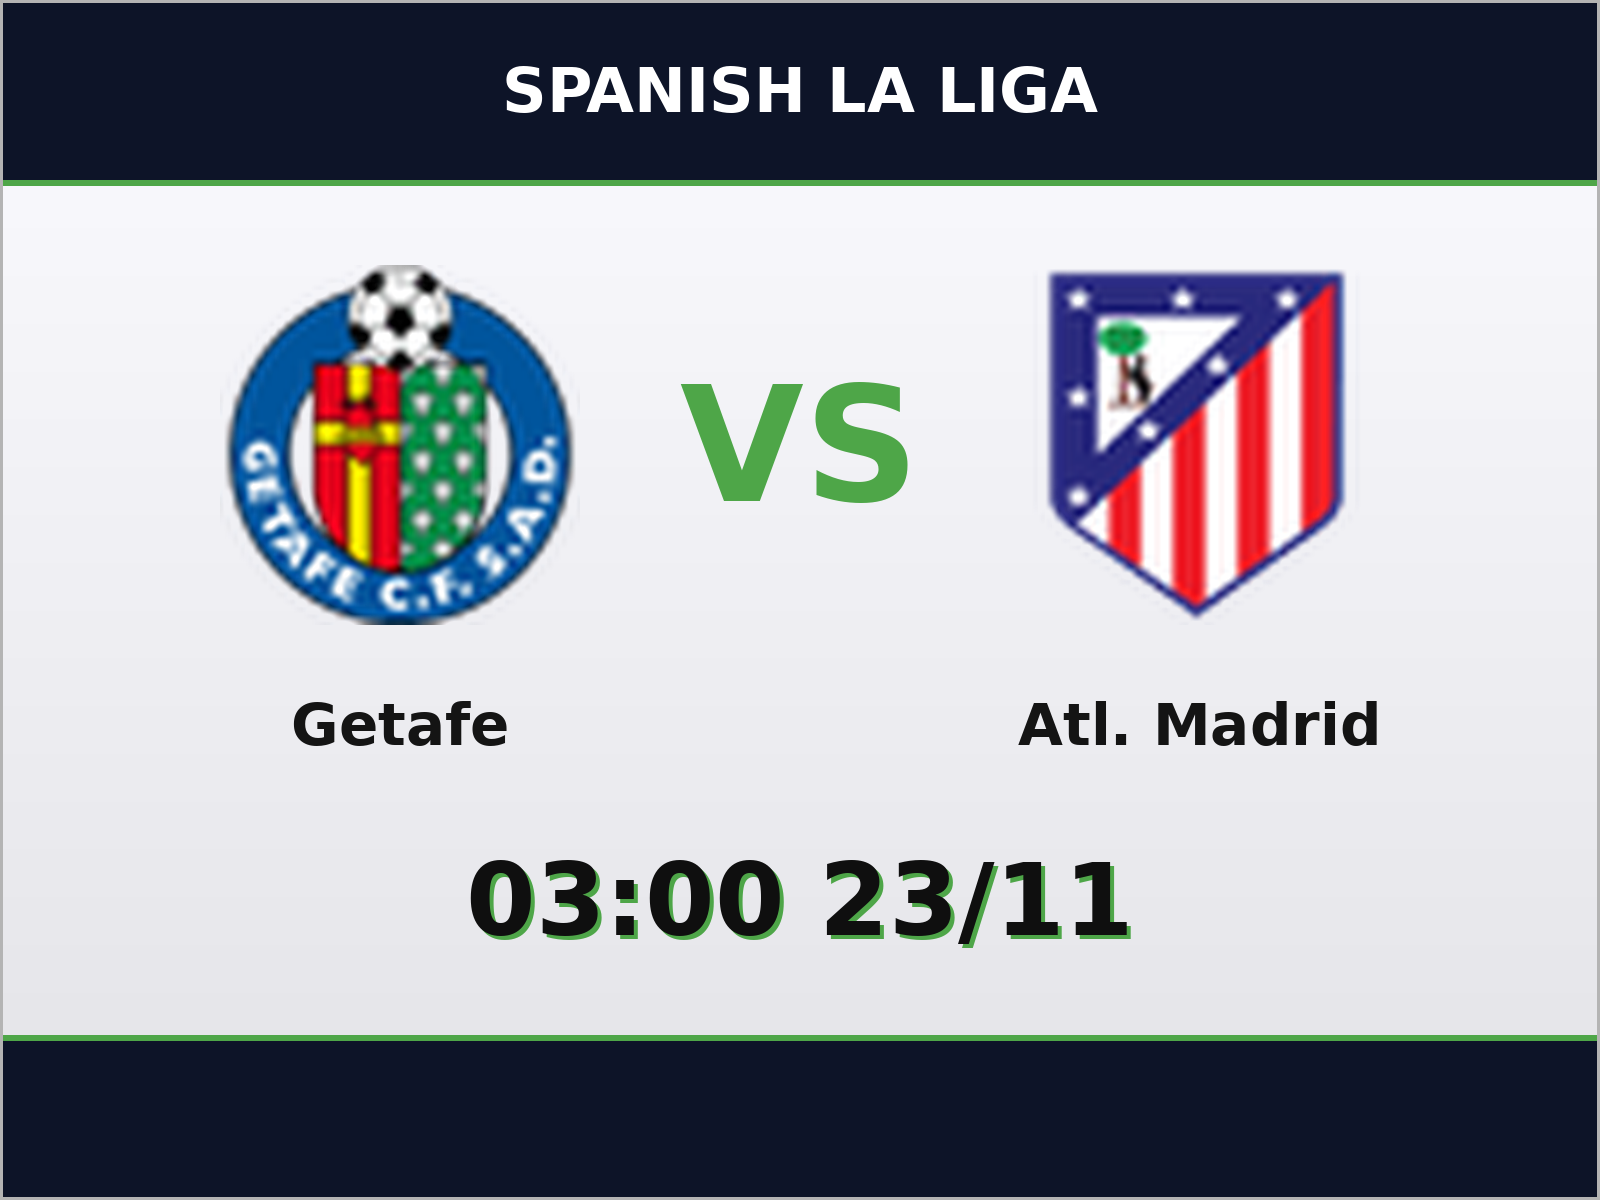 SPANISH LA LIGA
GETAFE C.F. S.A.D.
VS
Getafe
Atl. Madrid
03:00 23/11